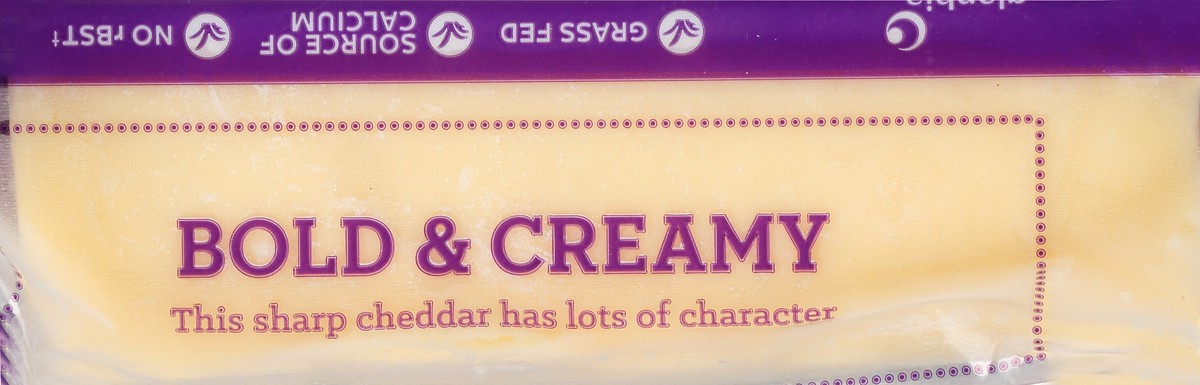 NO rBST†
SOURCE OF
CALCIUM
GRASS FED
BOLD & CREAMY
This sharp cheddar has lots of character